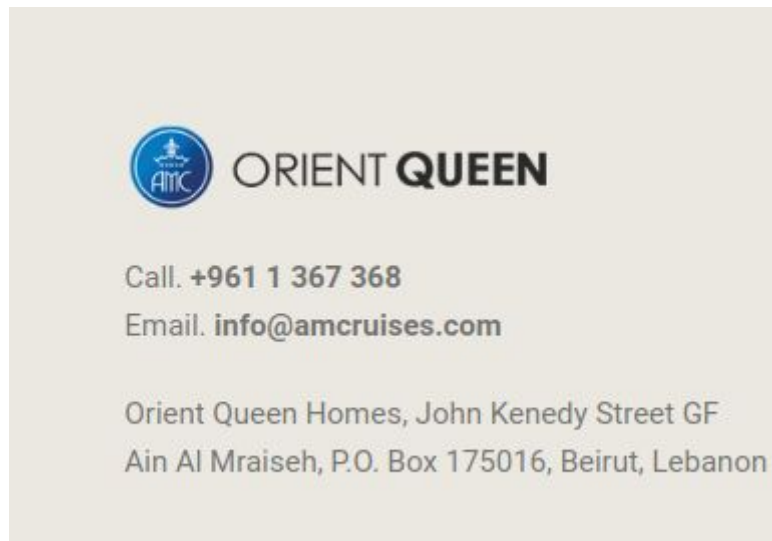 AMC
ORIENT QUEEN
Call. +961 1 367 368
Email. info@amcruises.com
Orient Queen Homes, John Kenedy Street GF
Ain Al Mraiseh, P.O. Box 175016, Beirut, Lebanon